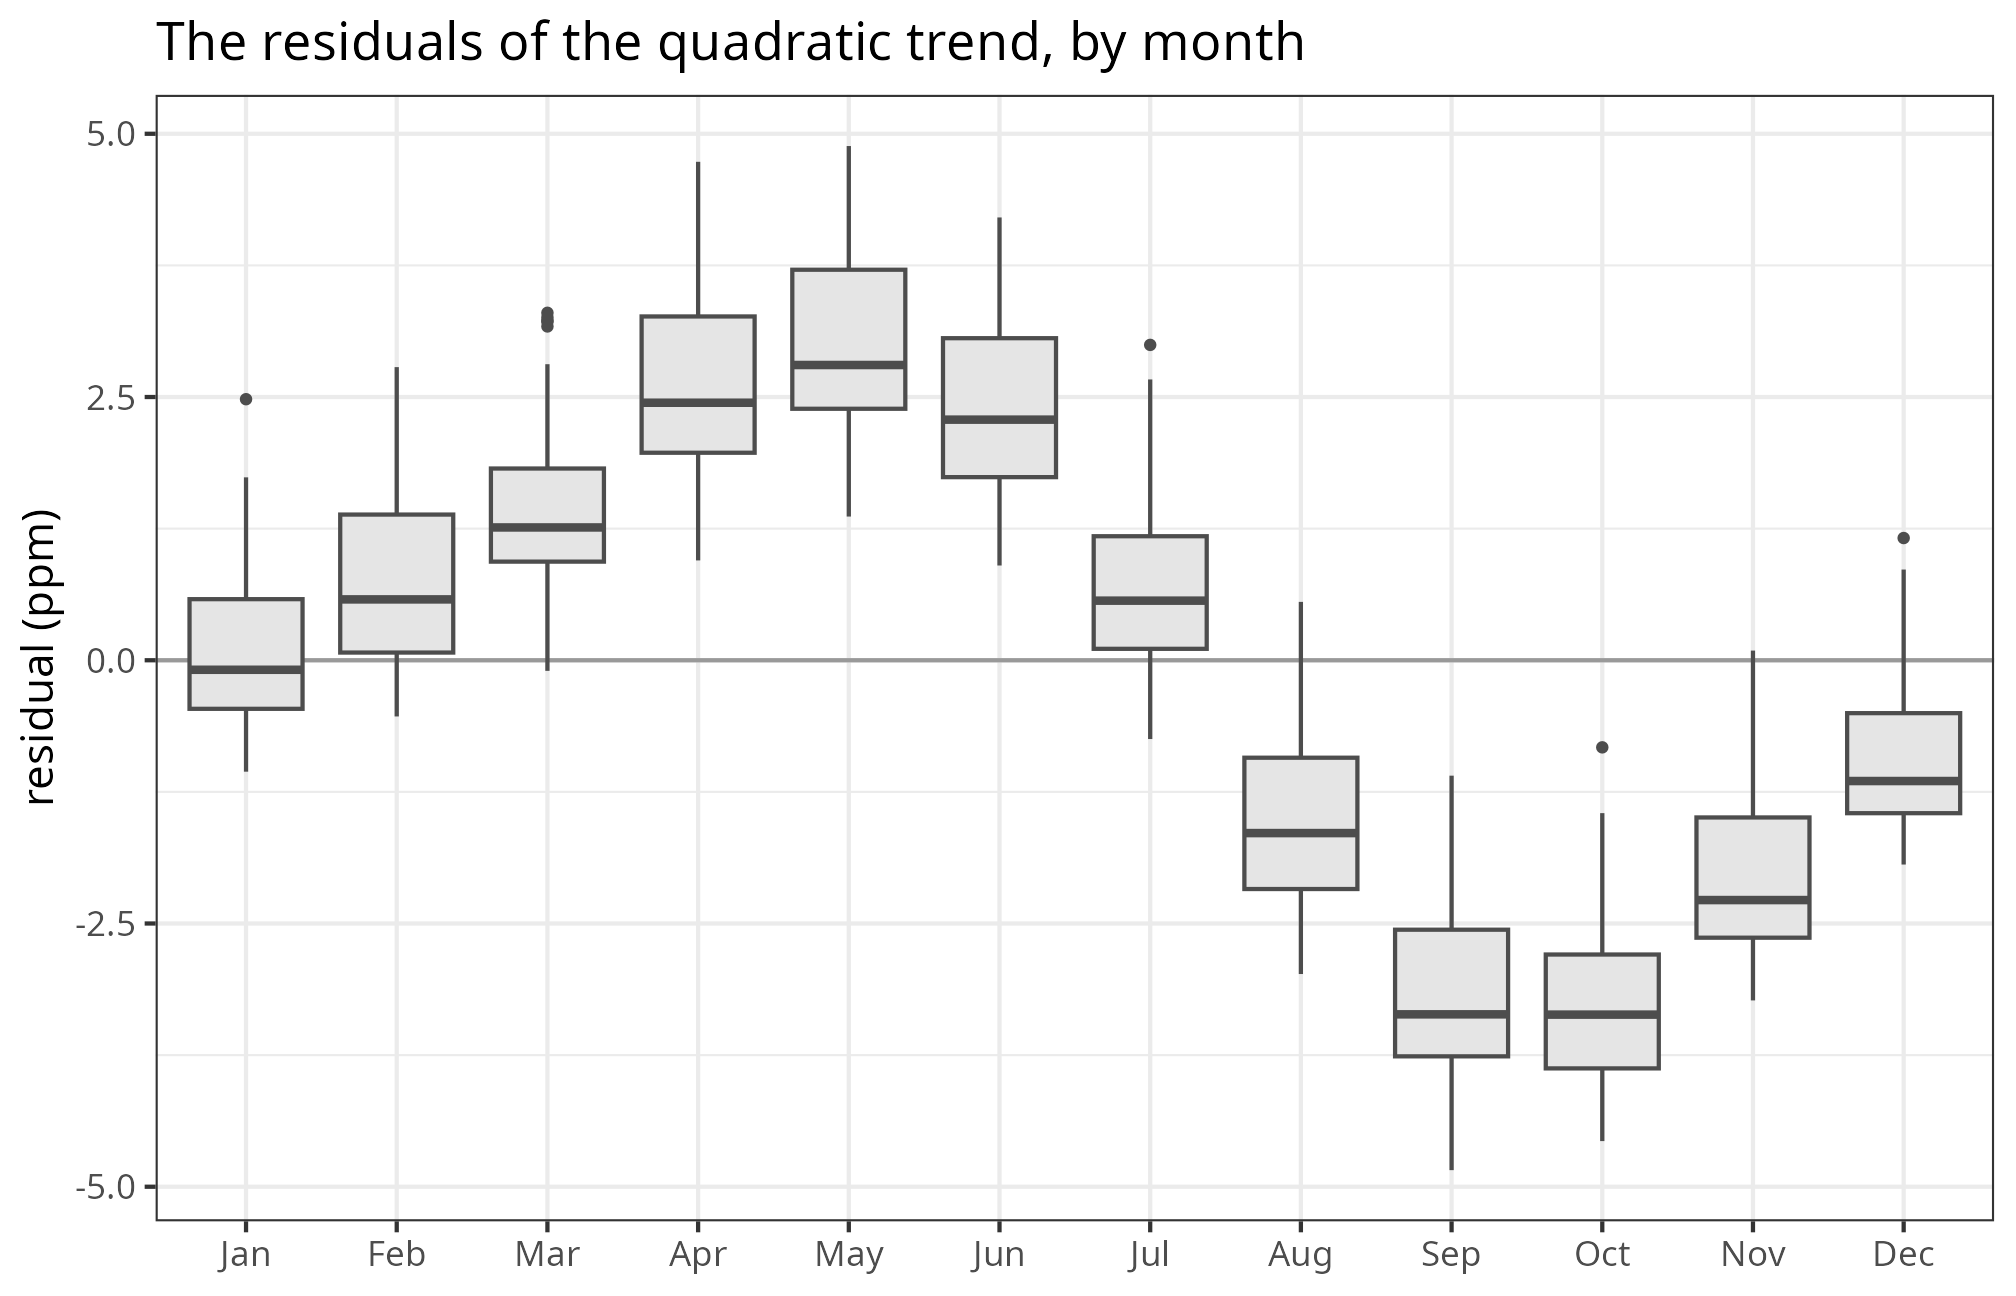 The residuals of the quadratic trend, by month
residual (ppm)
5.0
2.5
0.0
-2.5
-5.0
Jan Feb Mar Apr May Jun Jul Aug Sep Oct Nov Dec